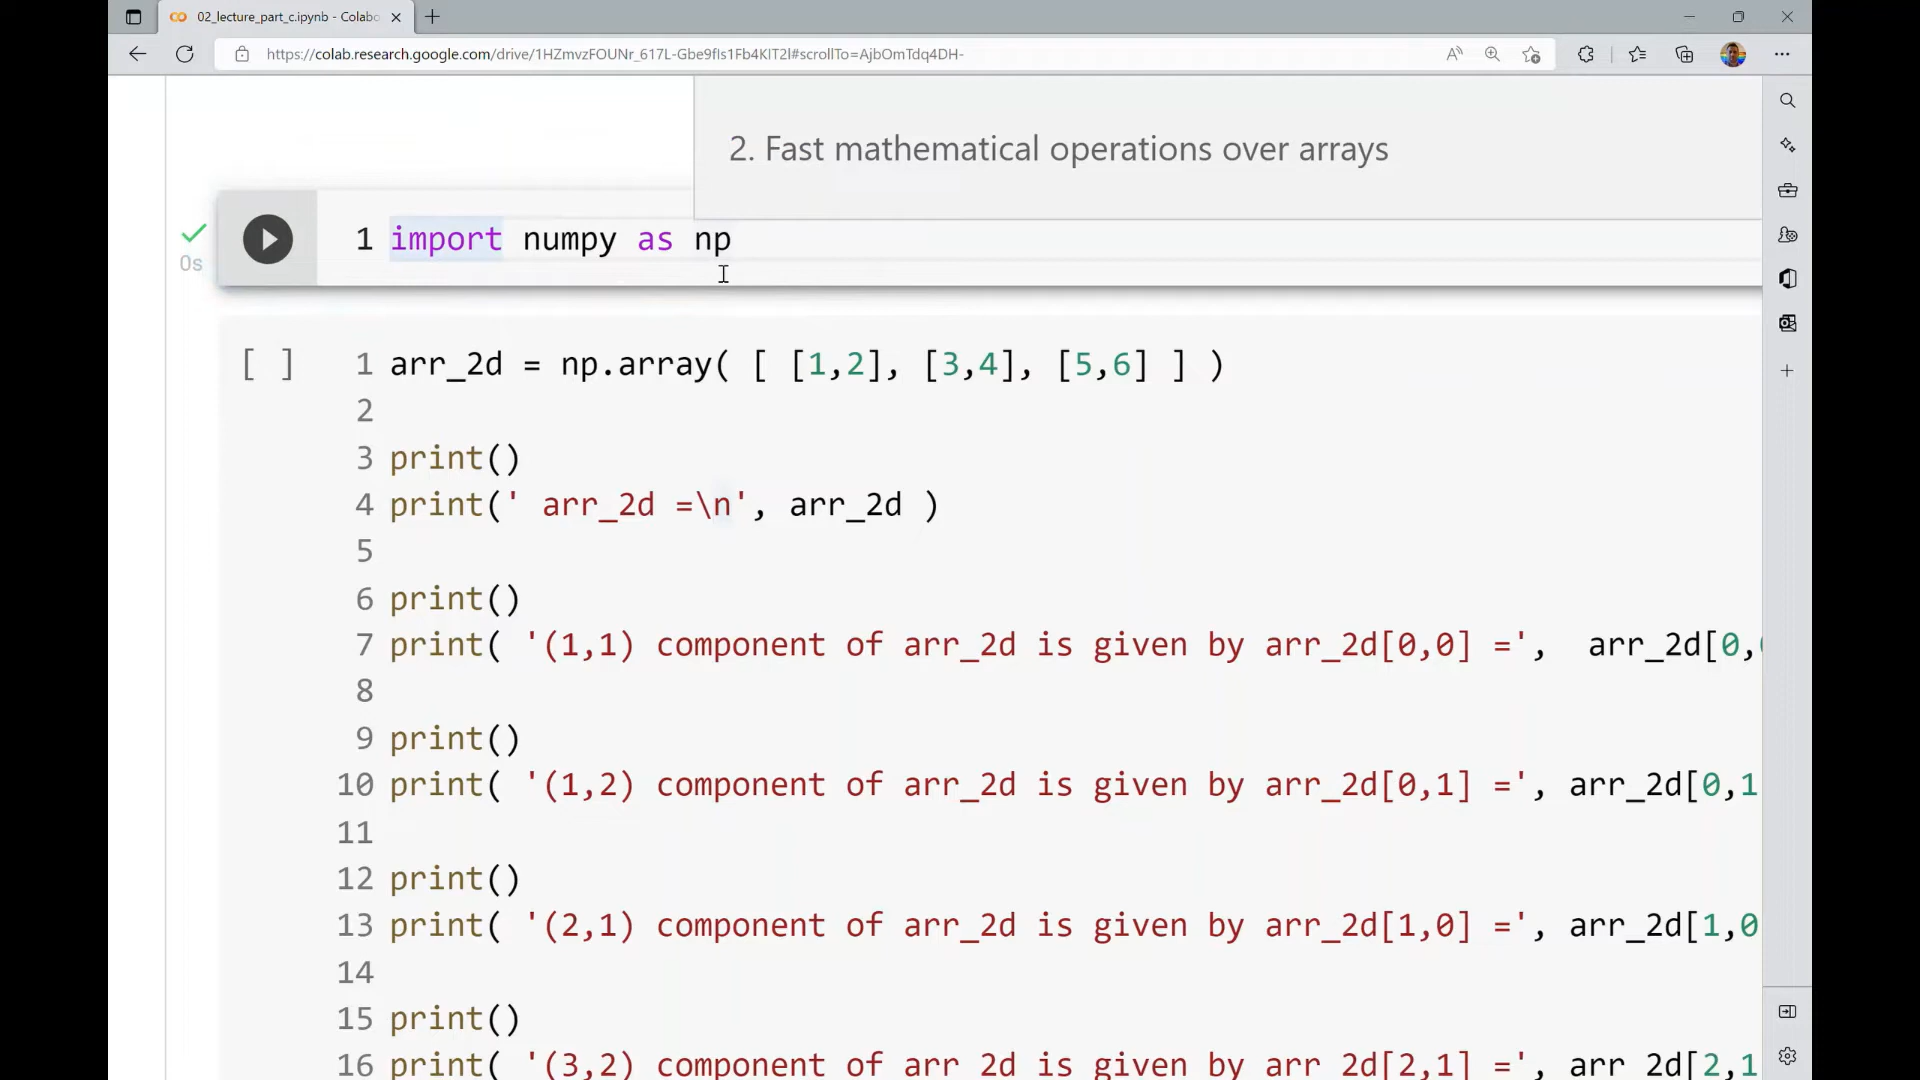 02_lecture_part_c.ipynb - Colabo
https://colab.research.google.com/drive/1HZmvzFOUNr_617L-Gbe9fIs1Fb4KIT2I#scrollTo=AjbOmTdq4DH-
2. Fast mathematical operations over arrays
1 import numpy as np
0s
[ ] 1 arr_2d = np.array( [ [1,2], [3,4], [5,6] ] )
2
3 print()
4 print(' arr_2d =\n', arr_2d )
5
6 print()
7 print( '(1,1) component of arr_2d is given by arr_2d[0,0] =',  arr_2d[0,0
8
9 print()
10 print( '(1,2) component of arr_2d is given by arr_2d[0,1] =', arr_2d[0,1
11
12 print()
13 print( '(2,1) component of arr_2d is given by arr_2d[1,0] =', arr_2d[1,0
14
15 print()
16 print( '(3,2) component of arr_2d is given by arr_2d[2,1] =', arr_2d[2,1